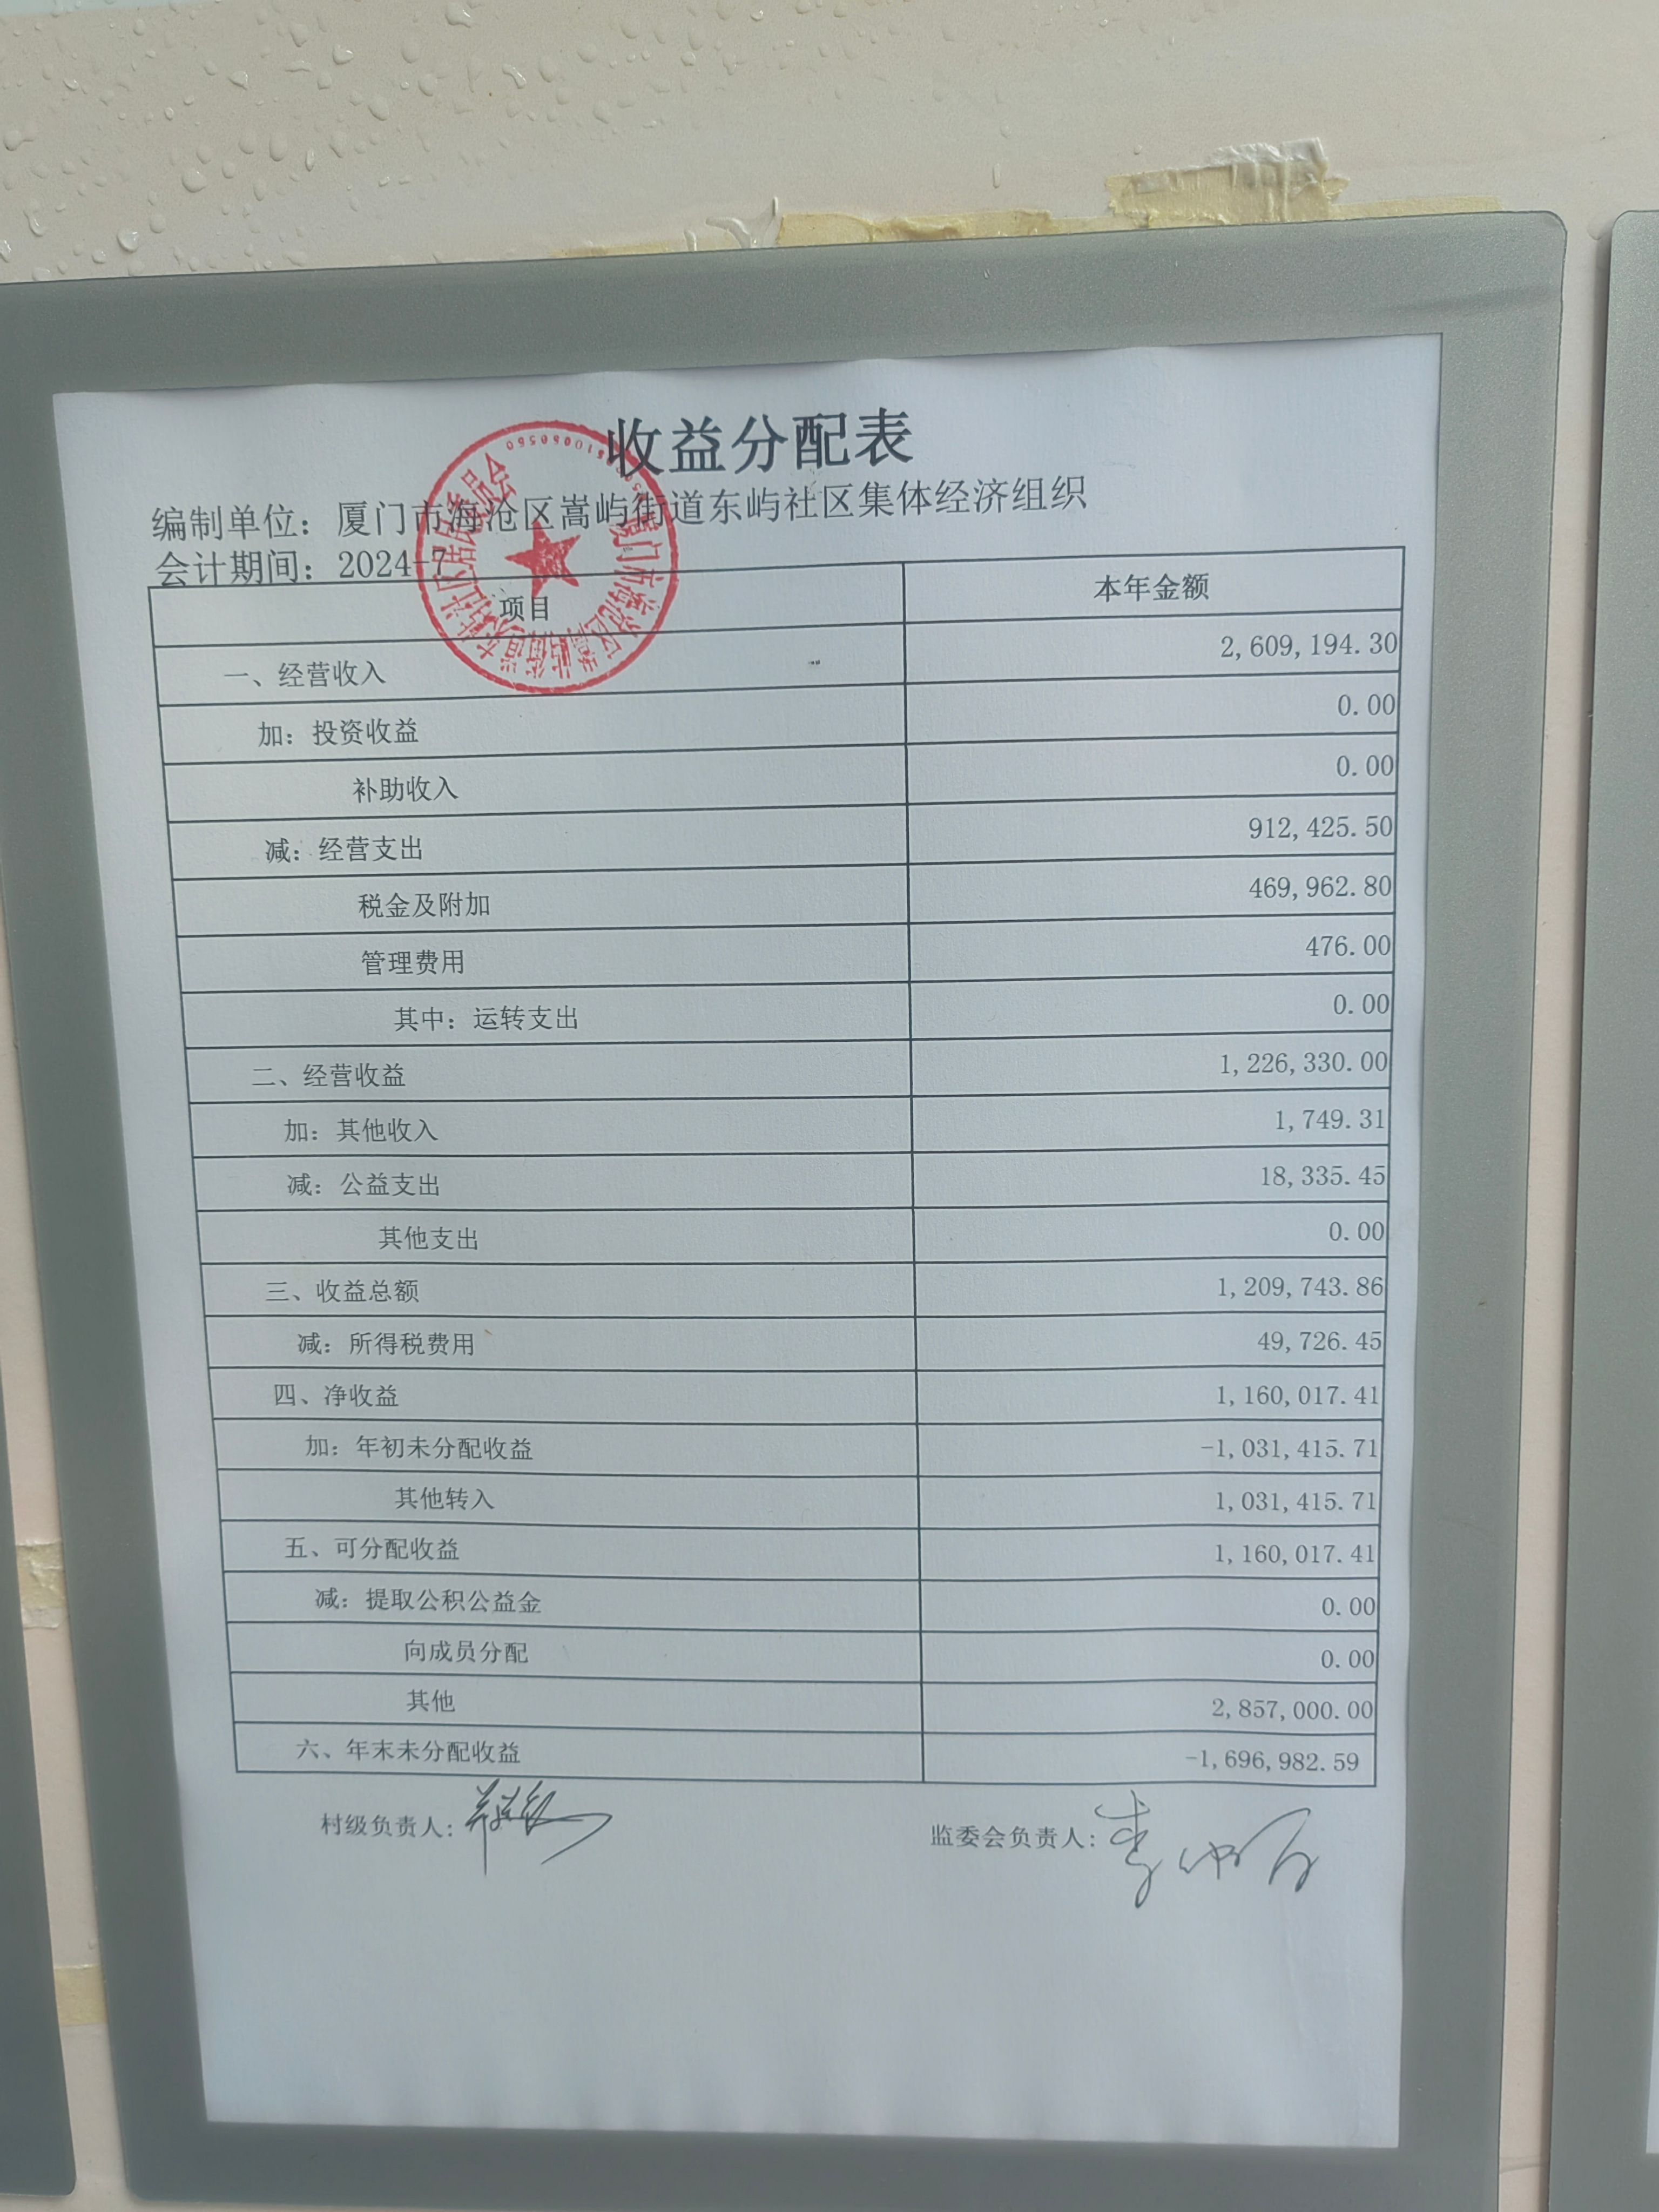 收益分配表
编制单位：厦门市海沧区嵩屿街道东屿社区集体经济组织
会计期间：2024-7
项目 本年金额
一、经营收入 2,609,194.30
加：投资收益 0.00
补助收入 0.00
减：经营支出 912,425.50
税金及附加 469,962.80
管理费用 476.00
其中：运转支出 0.00
二、经营收益 1,226,330.00
加：其他收入 1,749.31
减：公益支出 18,335.45
其他支出 0.00
三、收益总额 1,209,743.86
减：所得税费用 49,726.45
四、净收益 1,160,017.41
加：年初未分配收益 -1,031,415.71
其他转入 1,031,415.71
五、可分配收益 1,160,017.41
减：提取公积公益金 0.00
向成员分配 0.00
其他 2,857,000.00
六、年末未分配收益 -1,696,982.59
村级负责人：
监委会负责人：